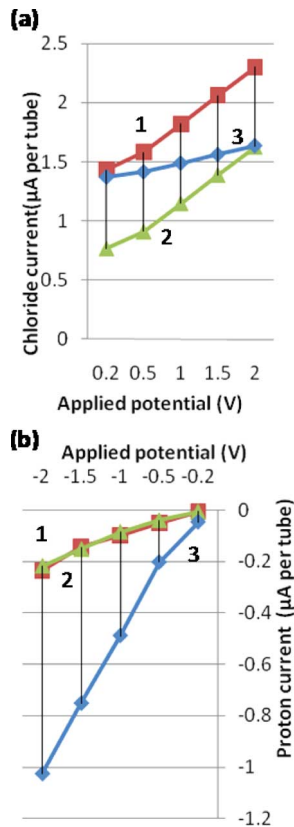 (a)
2.5
2
1.5
1
0.5
0
Chloride current(µA per tube)
1
2
3
0.2 0.5 1 1.5 2
Applied potential (V)
(b)
Applied potential (V)
-2 -1.5 -1 -0.5 -0.2
1
2
3
0
-0.2
-0.4
-0.6
-0.8
-1
-1.2
Proton current (µA per tube)